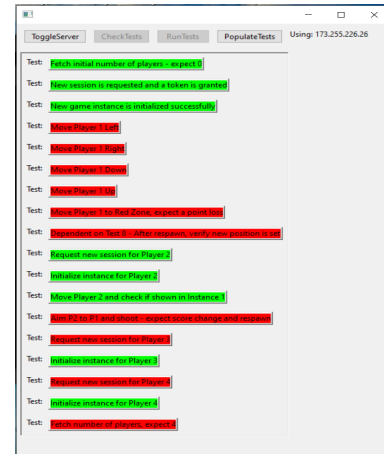 ToggleServer CheckTests RunTests PopulateTests Using: 173.255.226.26
Test: Fetch initial number of players - expect 0
Test: New session is requested and a token is granted
Test: New game instance is initialized successfully
Test: Move Player 1 Left
Test: Move Player 1 Right
Test: Move Player 1 Down
Test: Move Player 1 Up
Test: Move Player 1 to Red Zone, expect a point loss
Test: Dependent on Test 8 - After respawn, verify new position is set
Test: Request new session for Player 2
Test: Initialize instance for Player 2
Test: Move Player 2 and check if shown in Instance 1
Test: Aim P2 to P1 and shoot - expect score change and respawn
Test: Request new session for Player 3
Test: Initialize instance for Player 3
Test: Request new session for Player 4
Test: Initialize instance for Player 4
Test: Fetch number of players, expect 4